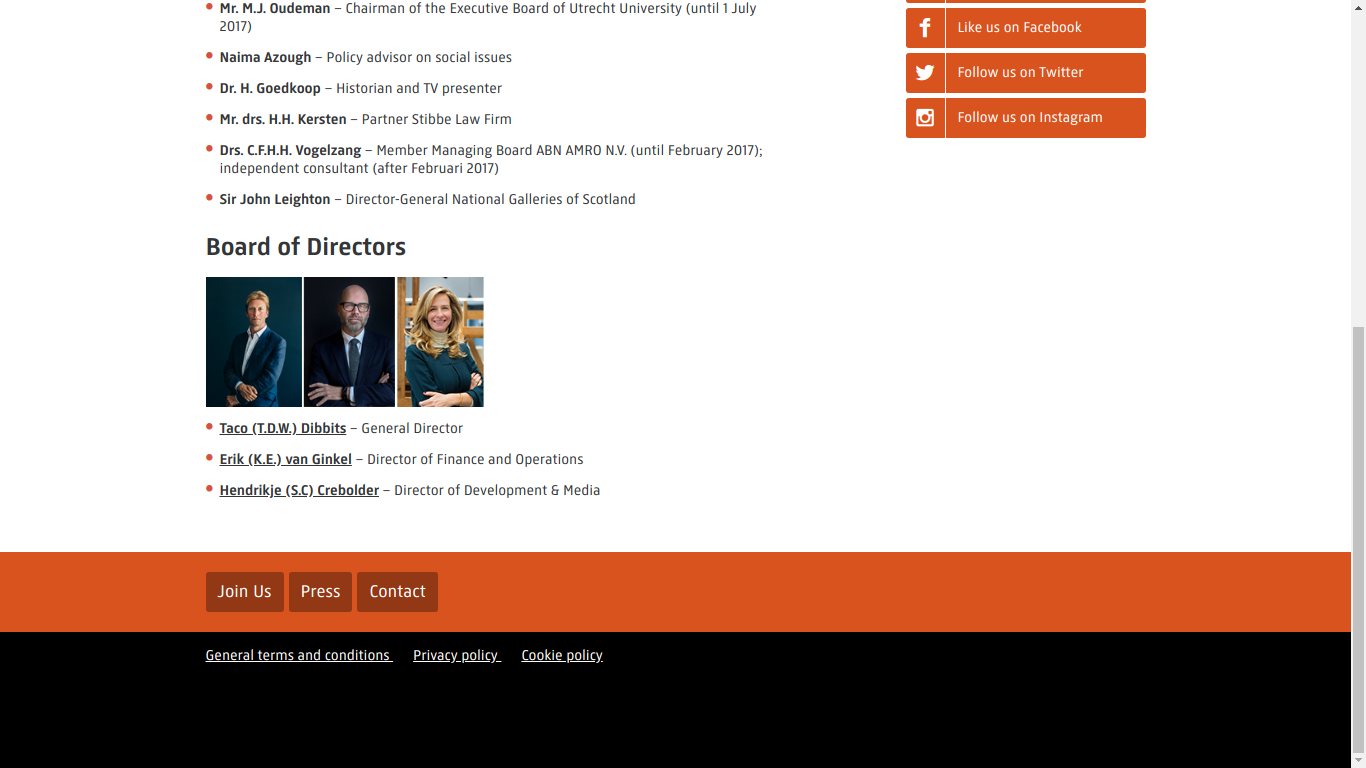 Mr. M.J. Oudeman – Chairman of the Executive Board of Utrecht University (until 1 July
2017)
Naima Azough – Policy advisor on social issues
Dr. H. Goedkoop – Historian and TV presenter
Mr. drs. H.H. Kersten – Partner Stibbe Law Firm
Drs. C.F.H.H. Vogelzang – Member Managing Board ABN AMRO N.V. (until February 2017);
independent consultant (after Februari 2017)
Sir John Leighton – Director-General National Galleries of Scotland
Board of Directors
Taco (T.D.W.) Dibbits – General Director
Erik (K.E.) van Ginkel – Director of Finance and Operations
Hendrikje (S.C) Crebolder – Director of Development & Media
Like us on Facebook
Follow us on Twitter
Follow us on Instagram
Join Us
Press
Contact
General terms and conditions
Privacy policy
Cookie policy